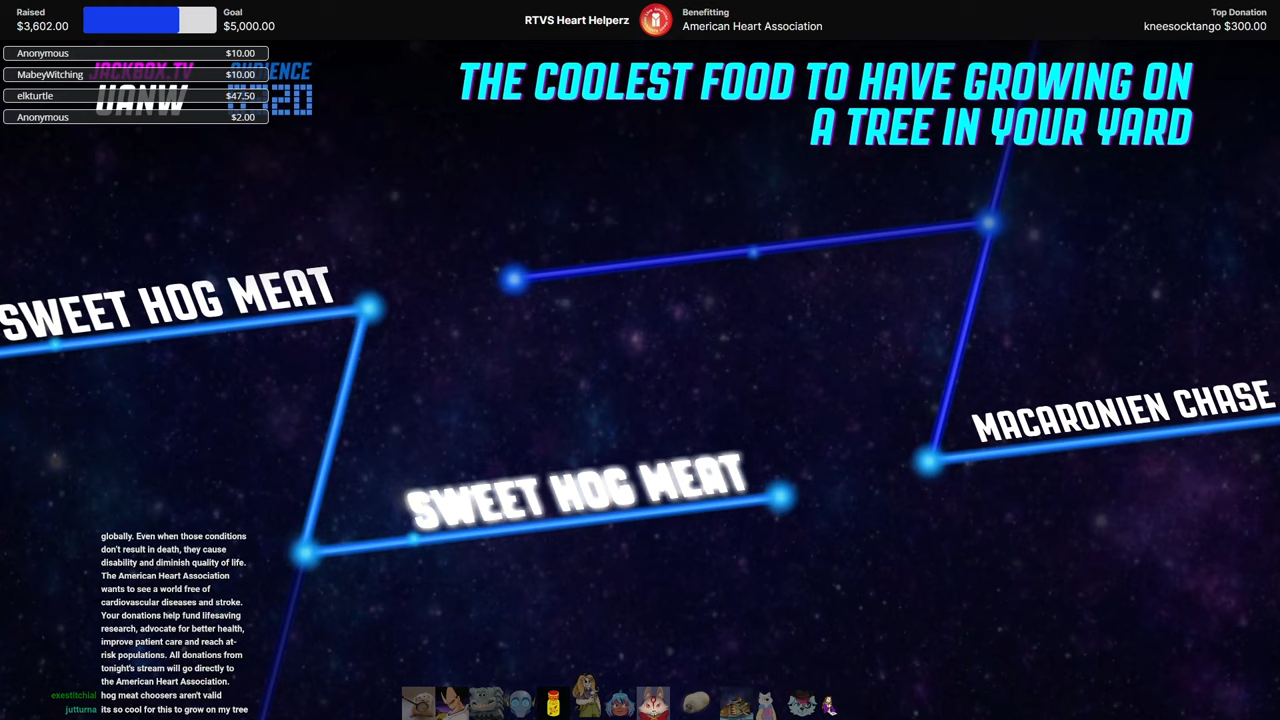 Raised
$3,602.00
Goal
$5,000.00
RTVS Heart Helperz
Benefitting
American Heart Association
Top Donation
kneesocktango $300.00
Anonymous $10.00
MabeyWitching $10.00
elkturtle $47.50
Anonymous $2.00
JACKBOX.TV
AUDIENCE
THE COOLEST FOOD TO HAVE GROWING ON
A TREE IN YOUR YARD
SWEET HOG MEAT
SWEET HOG MEAT
MACARONIEN CHASE
globally. Even when those conditions
don't result in death, they cause
disability and diminish quality of life.
The American Heart Association
wants to see a world free of
cardiovascular diseases and stroke.
Your donations help fund lifesaving
research, advocate for better health,
improve patient care and reach at-
risk populations. All donations from
tonight's stream will go directly to
the American Heart Association.
exestitchial hog meat choosers aren't valid
jutturna its so cool for this to grow on my tree